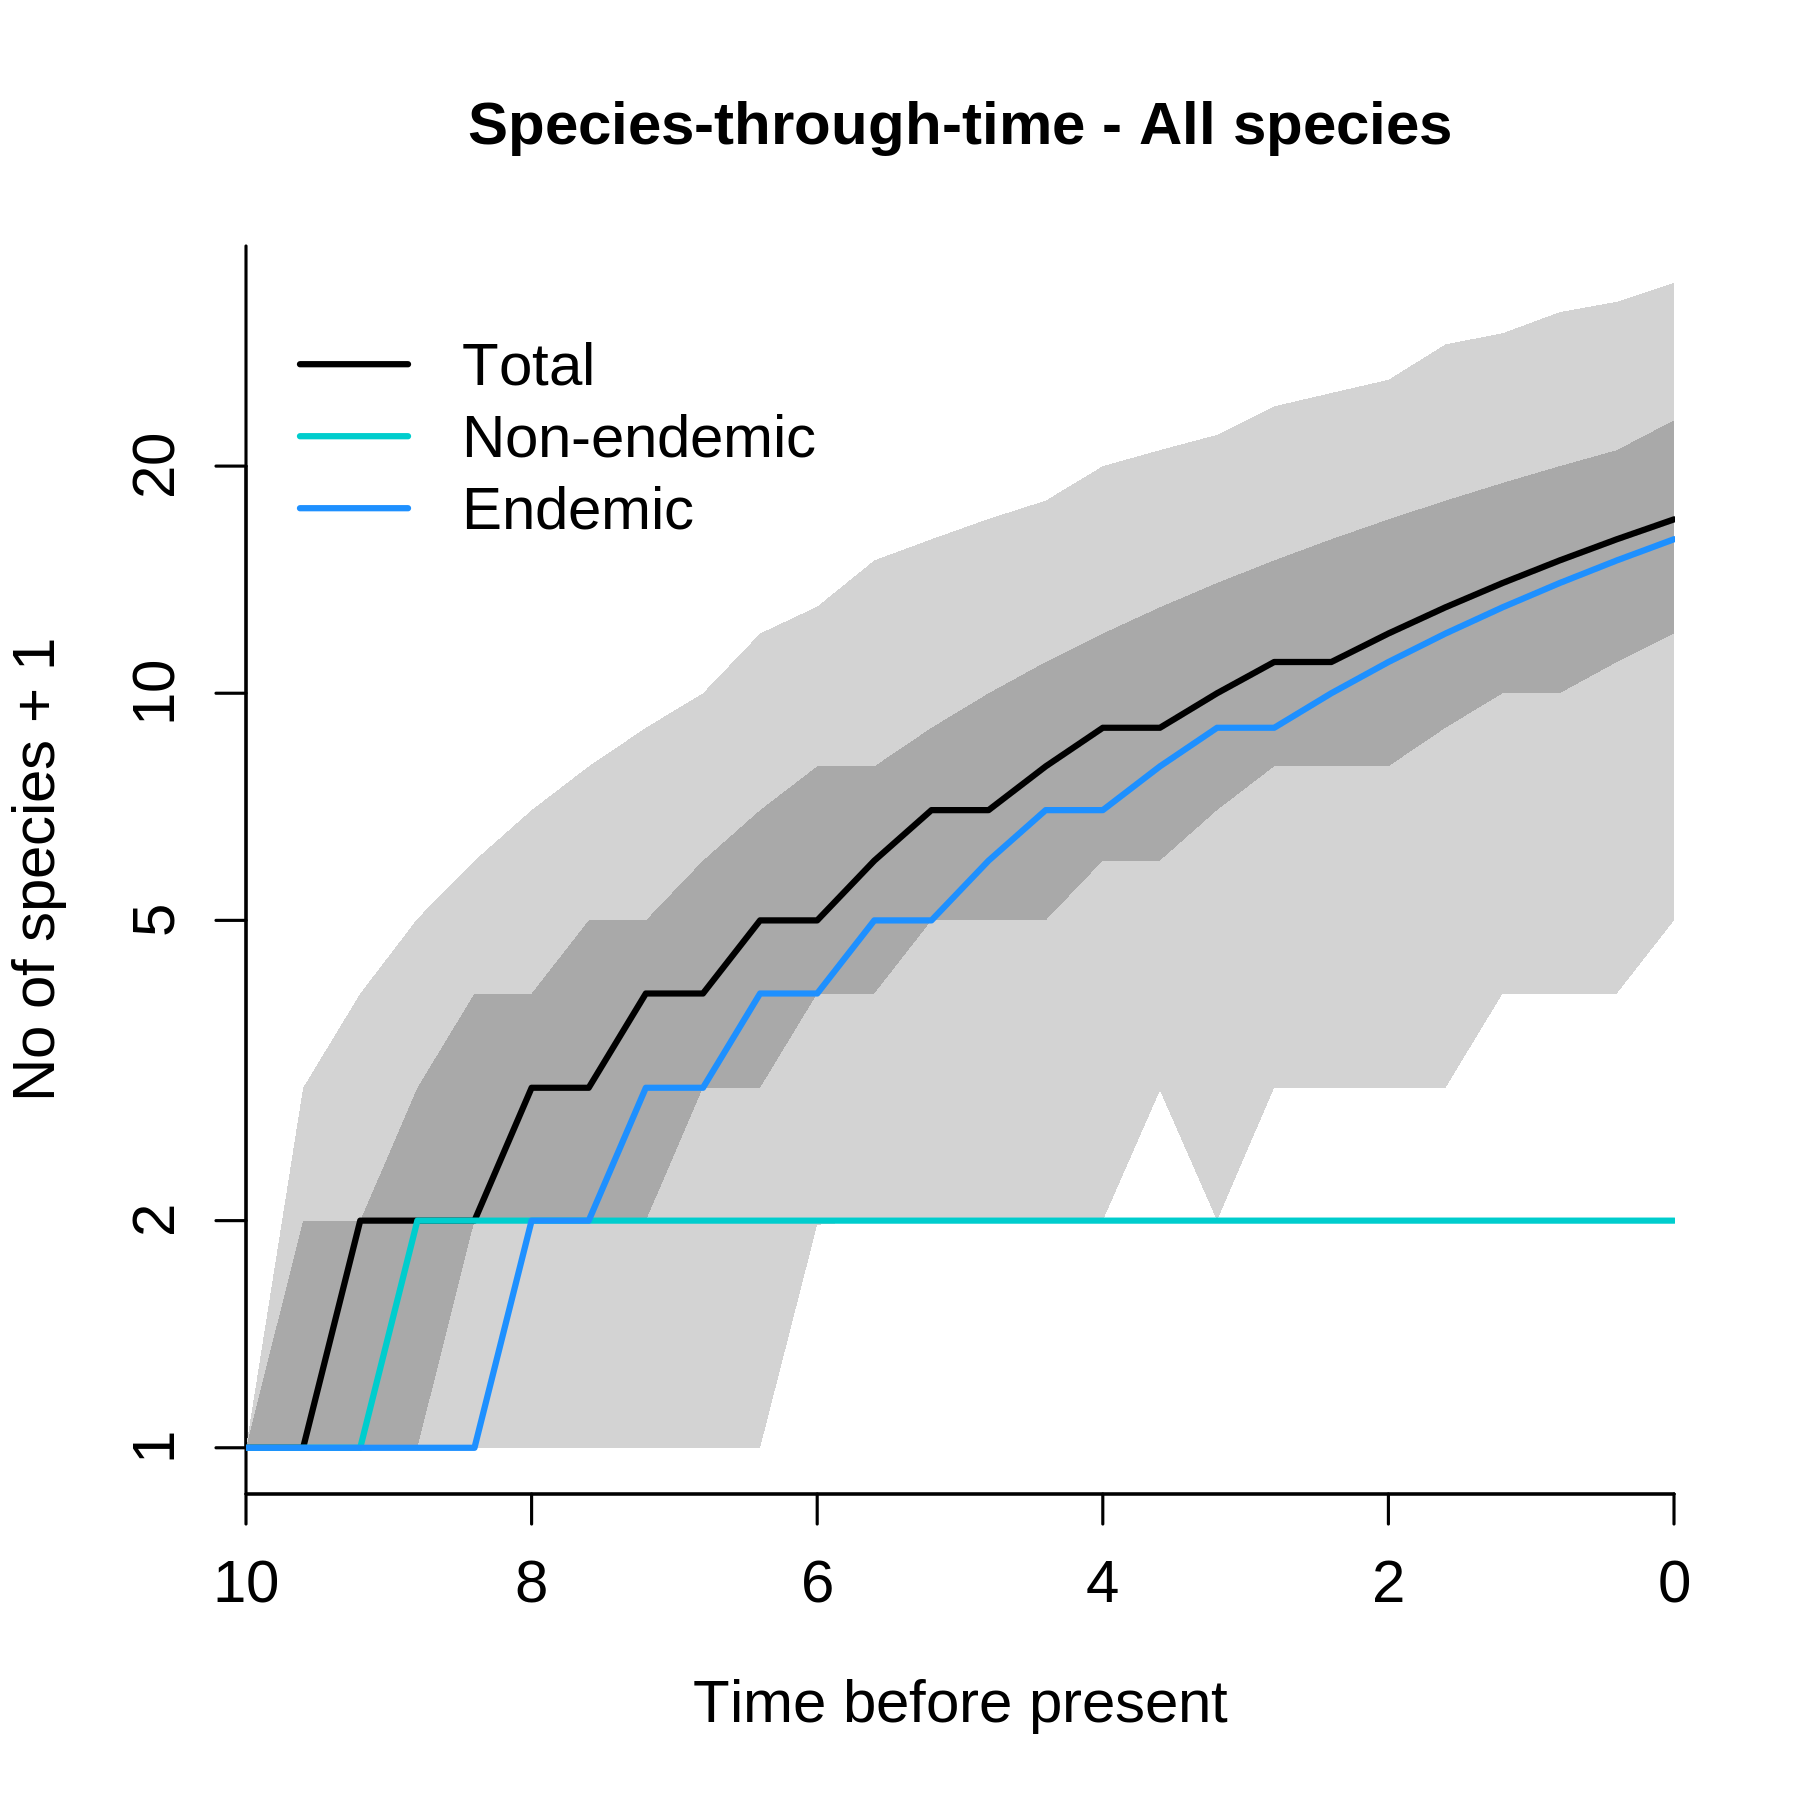 Species-through-time - All species
Total
Non-endemic
Endemic
No of species + 1
20
10
5
2
1
10 8 6 4 2 0
Time before present